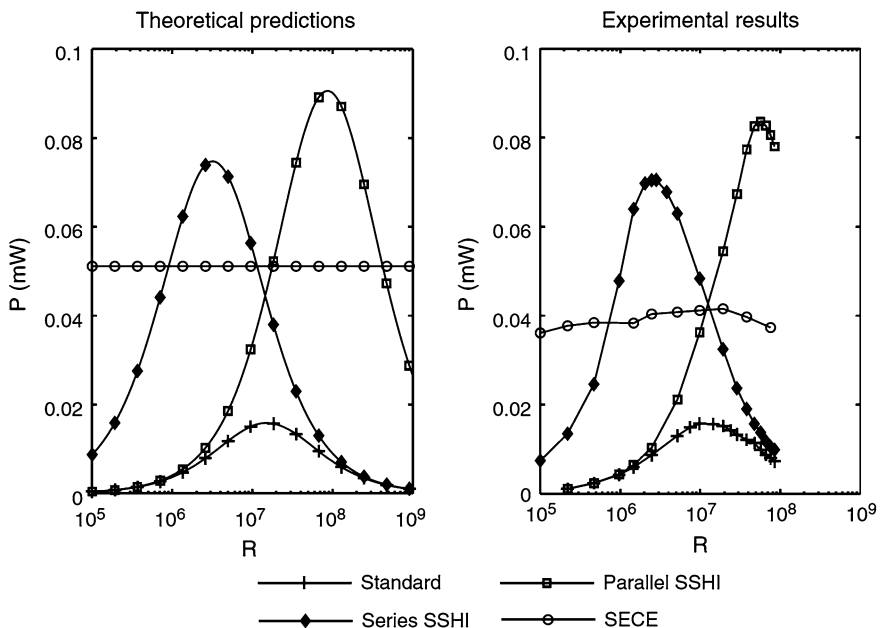 Theoretical predictions
Experimental results
0.1
0.08
0.06
0.04
0.02
0
P (mW)
10^5
10^6
10^7
10^8
10^9
R
0.1
0.08
0.06
0.04
0.02
0
P (mW)
10^5
10^6
10^7
10^8
10^9
R
Standard
Parallel SSHI
Series SSHI
SECE